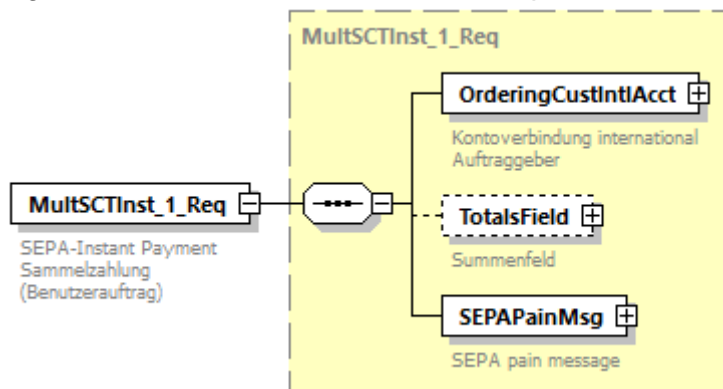 MultSCTInst_1_Req
OrderingCustIntlAcct
Kontoverbindung international
Auftraggeber
MultSCTInst_1_Req
SEPA-Instant Payment
Sammelzahlung
(Benutzerauftrag)
TotalsField
Summenfeld
SEPAPainMsg
SEPA pain message